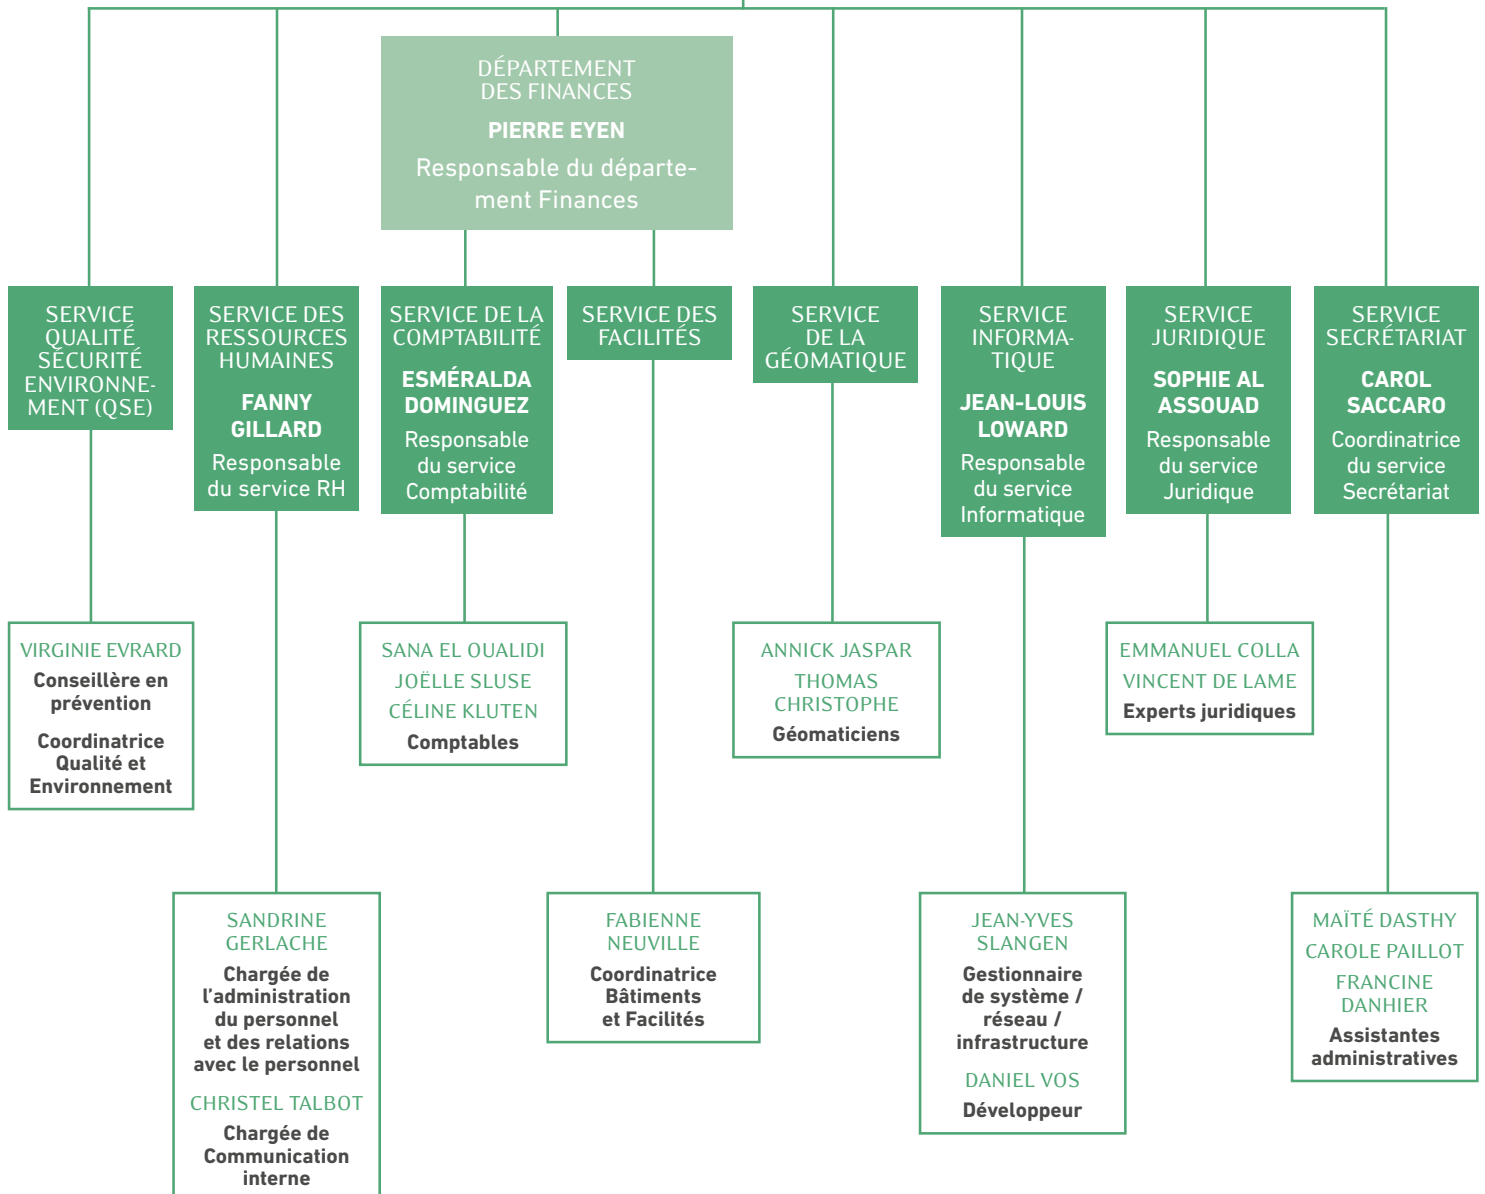 DÉPARTEMENT
DES FINANCES
PIERRE EYEN
Responsable du départe-
ment Finances
SERVICE
QUALITÉ
SÉCURITÉ
ENVIRONNE-
MENT (QSE)
SERVICE DES
RESSOURCES
HUMAINES
FANNY
GILLARD
Responsable
du service RH
SERVICE DE LA
COMPTABILITÉ
ESMÉRALDA
DOMINGUEZ
Responsable
du service
Comptabilité
SERVICE DES
FACILITÉS
SERVICE
DE LA
GÉOMATIQUE
SERVICE
INFORMA-
TIQUE
JEAN-LOUIS
LOWARD
Responsable
du service
Informatique
SERVICE
JURIDIQUE
SOPHIE AL
ASSOUAD
Responsable
du service
Juridique
SERVICE
SECRÉTARIAT
CAROL
SACCARO
Coordinatrice
du service
Secrétariat
VIRGINIE EVRARD
Conseillère en
prévention
Coordinatrice
Qualité et
Environnement
SANA EL OUALIDI
JOËLLE SLUSE
CÉLINE KLUTEN
Comptables
ANNICK JASPAR
THOMAS
CHRISTOPHE
Géomaticiens
EMMANUEL COLLA
VINCENT DE LAME
Experts juridiques
SANDRINE
GERLACHE
Chargée de
l’administration
du personnel
et des relations
avec le personnel
CHRISTEL TALBOT
Chargée de
Communication
interne
FABIENNE
NEUVILLE
Coordinatrice
Bâtiments
et Facilités
JEAN-YVES
SLANGEN
Gestionnaire
de système /
réseau /
infrastructure
DANIEL VOS
Développeur
MAÏTÉ DASTHY
CAROLE PAILLOT
FRANCINE
DANHIER
Assistantes
administratives